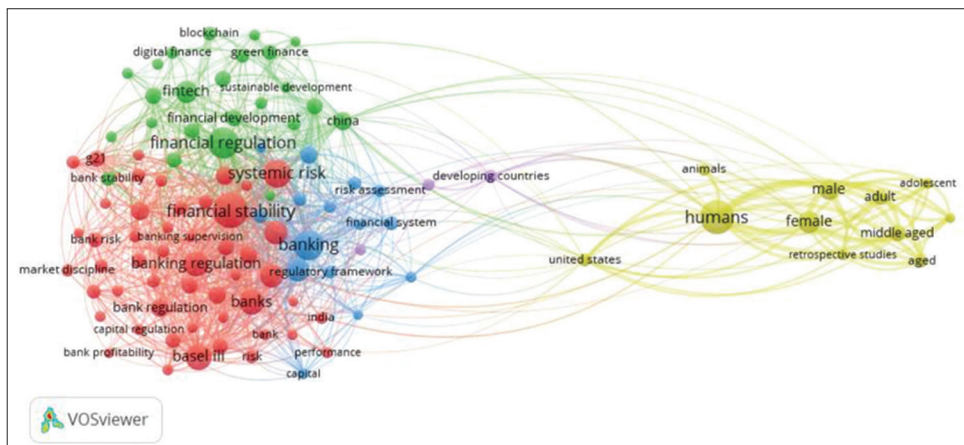 blockchain
digital finance
green finance
fintech
sustainable development
financial development
china
financial regulation
g21
systemic risk
bank stability
risk assessment
developing countries
financial stability
financial system
bank risk
banking supervision
banking
market discipline
banking regulation
regulatory framework
bank regulation
banks
india
capital regulation
bank
bank profitability
basel iii
risk
performance
capital
animals
humans
male
adult
adolescent
female
middle aged
united states
retrospective studies
aged
VOSviewer